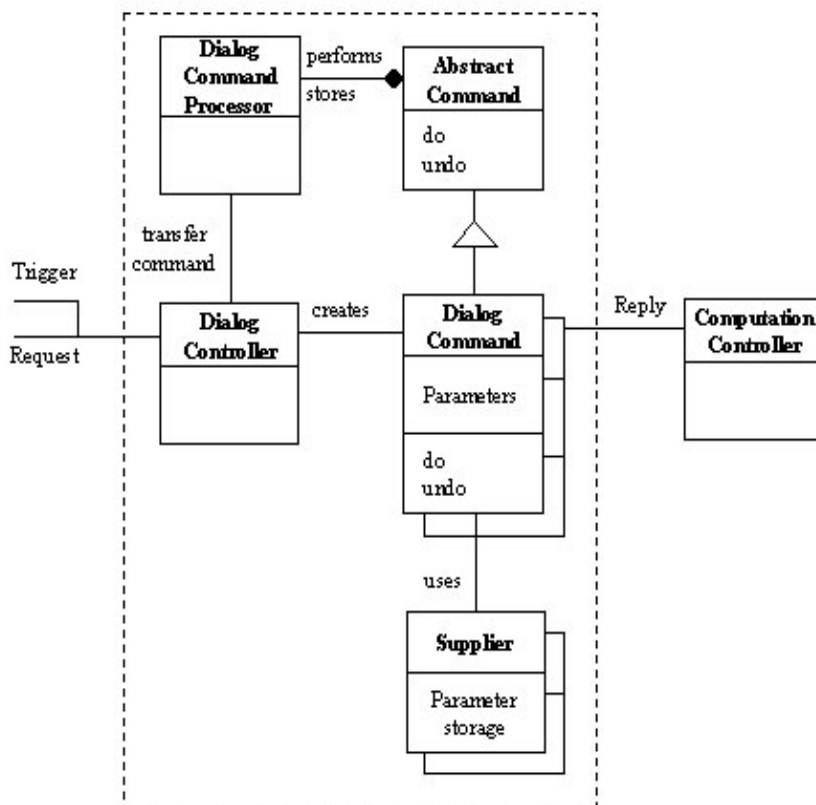 Dialog
Command
Processor
performs
stores
Abstract
Command
do
undo
transfer
command
Trigger
Request
Dialog
Controller
creates
Dialog
Command
Parameters
do
undo
Reply
Computation
Controller
uses
Supplier
Parameter
storage